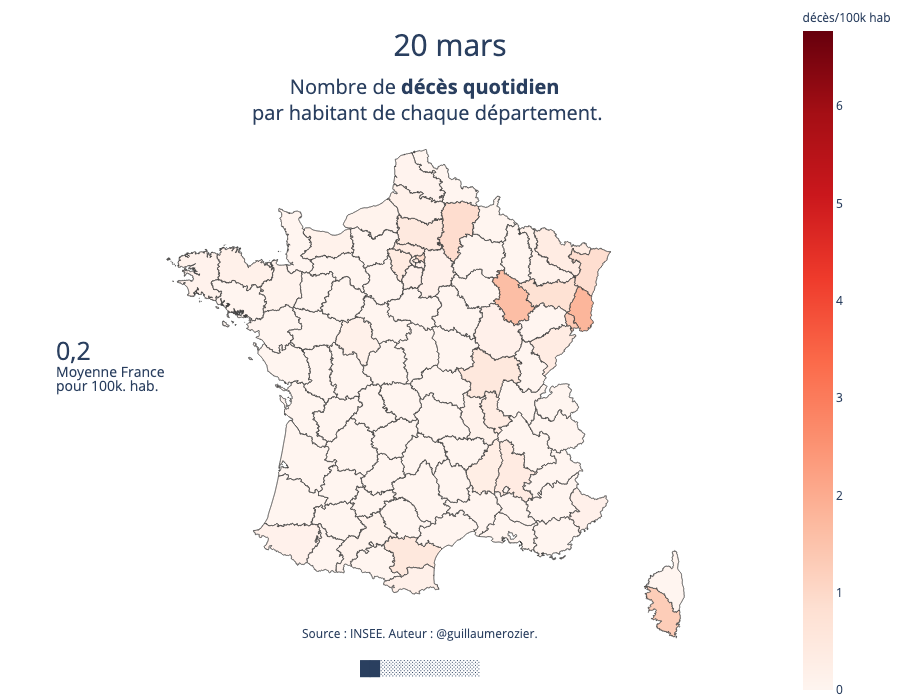 20 mars
Nombre de décès quotidien
par habitant de chaque département.
décès/100k hab
6
5
4
3
2
1
0
0,2
Moyenne France
pour 100k. hab.
Source : INSEE. Auteur : @guillaumerozier.